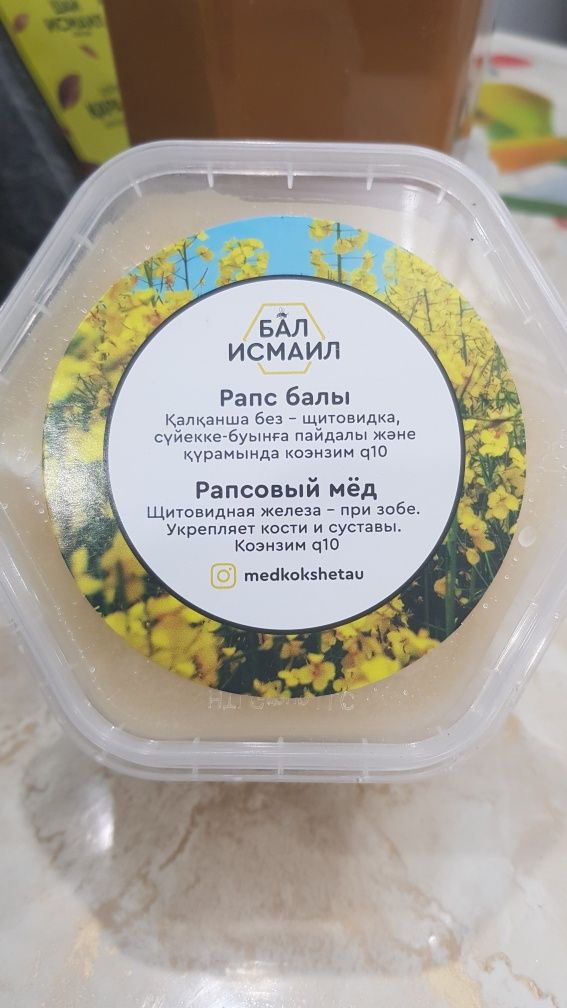 БАЛ
ИСМАИЛ
Рапс балы
Қалқанша без – щитовидка,
сүйекке-буынға пайдалы және
құрамында коэнзим q10
Рапсовый мёд
Щитовидная железа – при зобе.
Укрепляет кости и суставы.
Коэнзим q10
medkokshetau
ИСМАИЛ